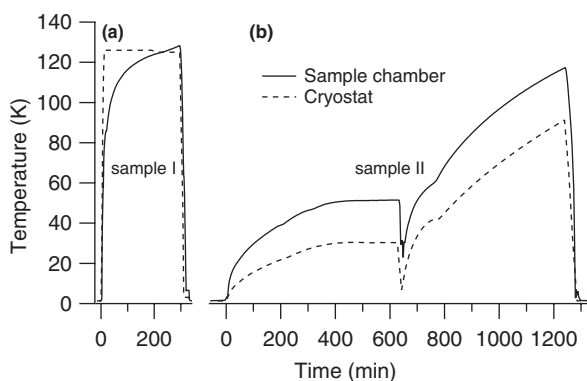 140
120
100
80
60
40
20
0
Temperature (K)
(a)
sample I
0 200
(b)
Sample chamber
Cryostat
sample II
0 200 400 600 800 1000 1200
Time (min)